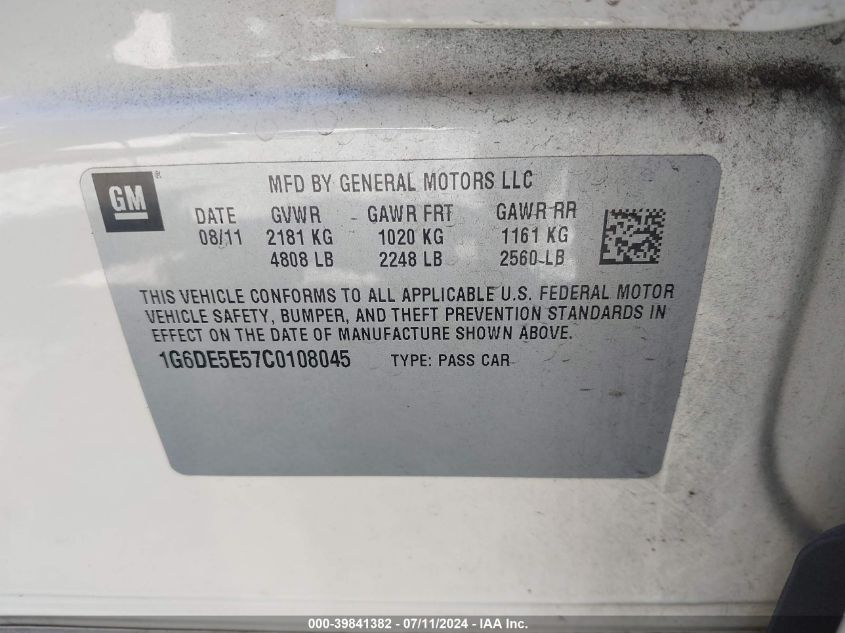 GM ®
MFD BY GENERAL MOTORS LLC
DATE GVWR GAWR FRT GAWR RR
08/11 2181 KG 1020 KG 1161 KG
4808 LB 2248 LB 2560 LB
THIS VEHICLE CONFORMS TO ALL APPLICABLE U.S. FEDERAL MOTOR
VEHICLE SAFETY, BUMPER, AND THEFT PREVENTION STANDARDS IN
EFFECT ON THE DATE OF MANUFACTURE SHOWN ABOVE.
1G6DE5E57C0108045 TYPE: PASS CAR
000-39841382 - 07/11/2024 - IAA Inc.